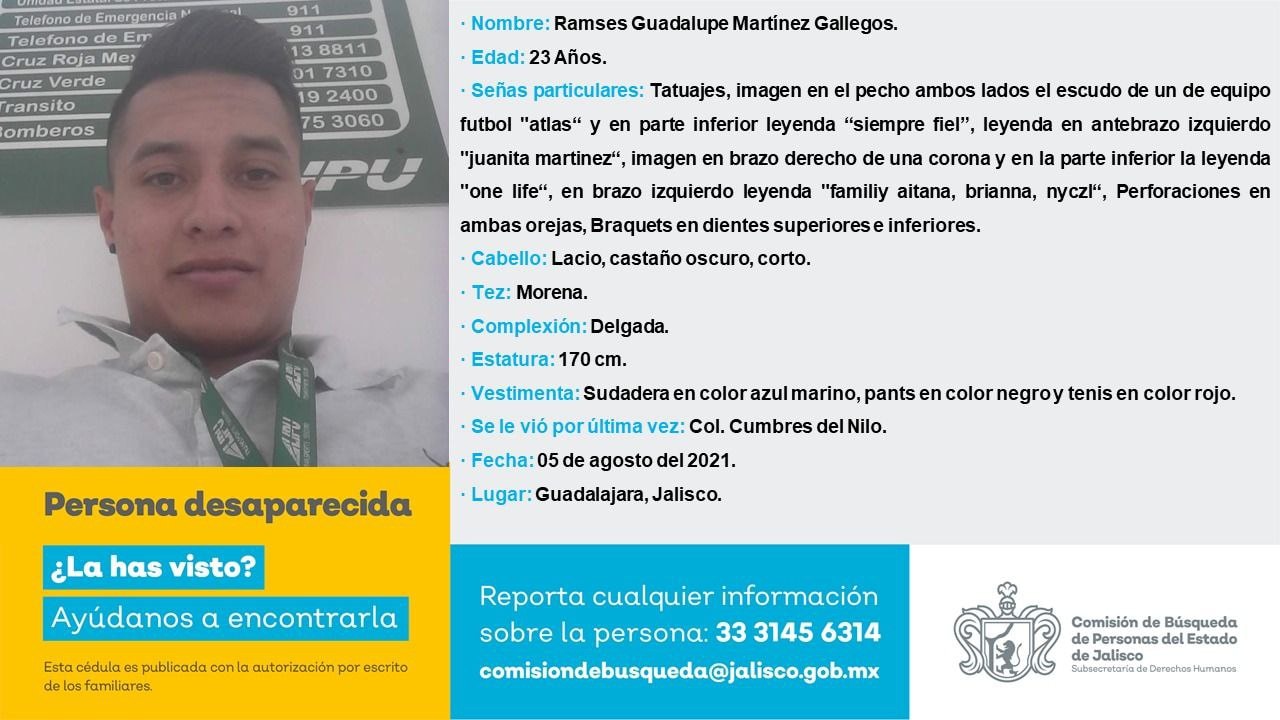 Unidad Estatal de Protección
Telefono de Emergencia Nacional 911
Telefono de Em 911
Cruz Roja Mex 13 8811
Cruz Verde 01 7310
Transito 19 2400
Bomberos 75 3060
UPU
· Nombre: Ramses Guadalupe Martínez Gallegos.
· Edad: 23 Años.
· Señas particulares: Tatuajes, imagen en el pecho ambos lados el escudo de un de equipo
futbol "atlas“ y en parte inferior leyenda “siempre fiel”, leyenda en antebrazo izquierdo
"juanita martinez“, imagen en brazo derecho de una corona y en la parte inferior la leyenda
"one life“, en brazo izquierdo leyenda "familiy aitana, brianna, nyczl“, Perforaciones en
ambas orejas, Braquets en dientes superiores e inferiores.
· Cabello: Lacio, castaño oscuro, corto.
· Tez: Morena.
· Complexión: Delgada.
· Estatura: 170 cm.
· Vestimenta: Sudadera en color azul marino, pants en color negro y tenis en color rojo.
· Se le vió por última vez: Col. Cumbres del Nilo.
· Fecha: 05 de agosto del 2021.
· Lugar: Guadalajara, Jalisco.
Persona desaparecida
¿La has visto?
Ayúdanos a encontrarla
Esta cédula es publicada con la autorización por escrito
de los familiares.
Reporta cualquier información
sobre la persona: 33 3145 6314
comisiondebusqueda@jalisco.gob.mx
Comisión de Búsqueda
de Personas del Estado
de Jalisco
Subsecretaría de Derechos Humanos